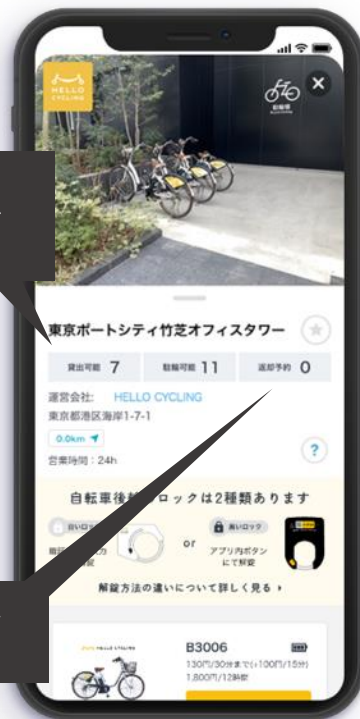 HELLO
CYCLING
駐輪場
東京ポートシティ竹芝オフィスタワー
貸出可能 7
駐輪可能 11
返却予約 0
運営会社: HELLO CYCLING
東京都港区海岸1-7-1
0.0km
?
営業時間：24h
自転車後輪 ロックは2種類あります
白いロック
or
黒いロック
アプリ内ボタン
にて解錠
解錠方法の違いについて詳しく見る
HELLO CYCLING
B3006
130円/30分まで(+100円/15分)
1,800円/12時間